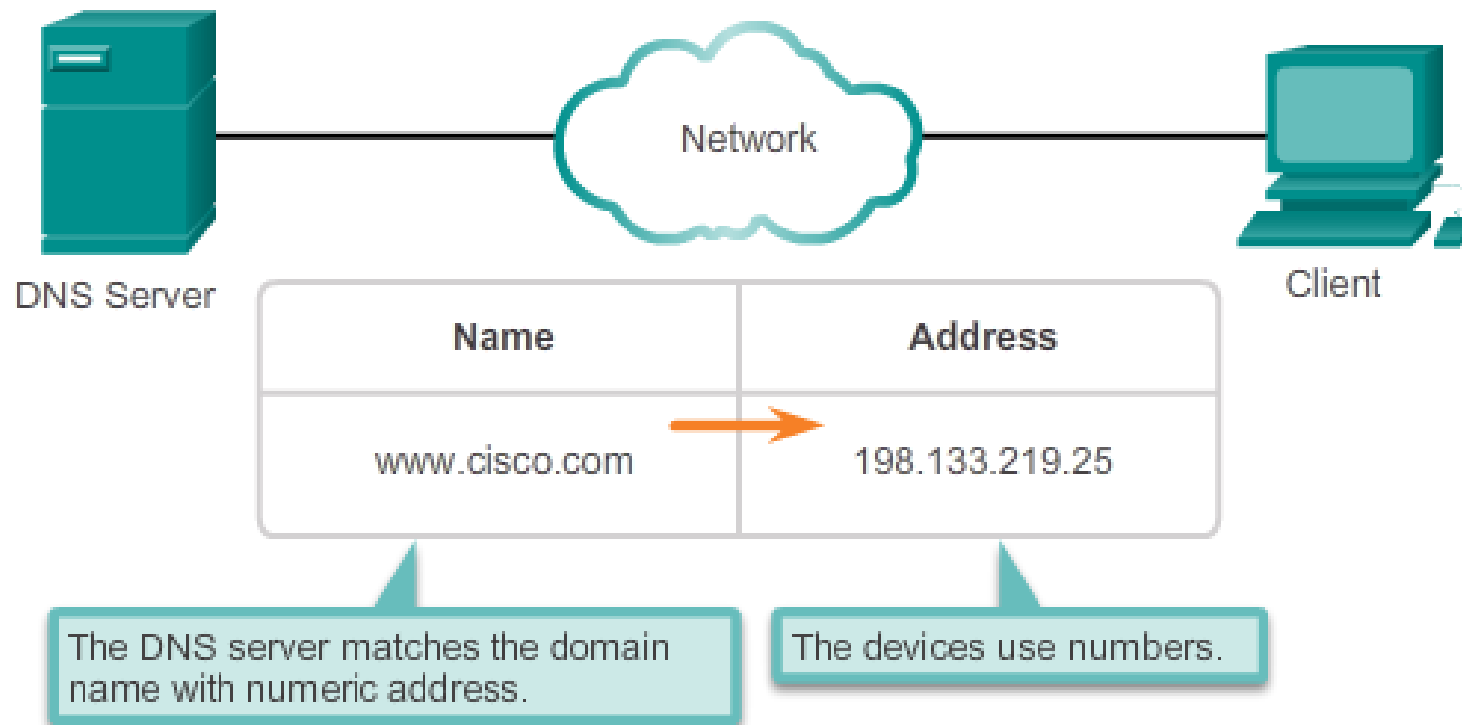 Network
DNS Server
Client
Name
Address
www.cisco.com
198.133.219.25
The DNS server matches the domain
name with numeric address.
The devices use numbers.